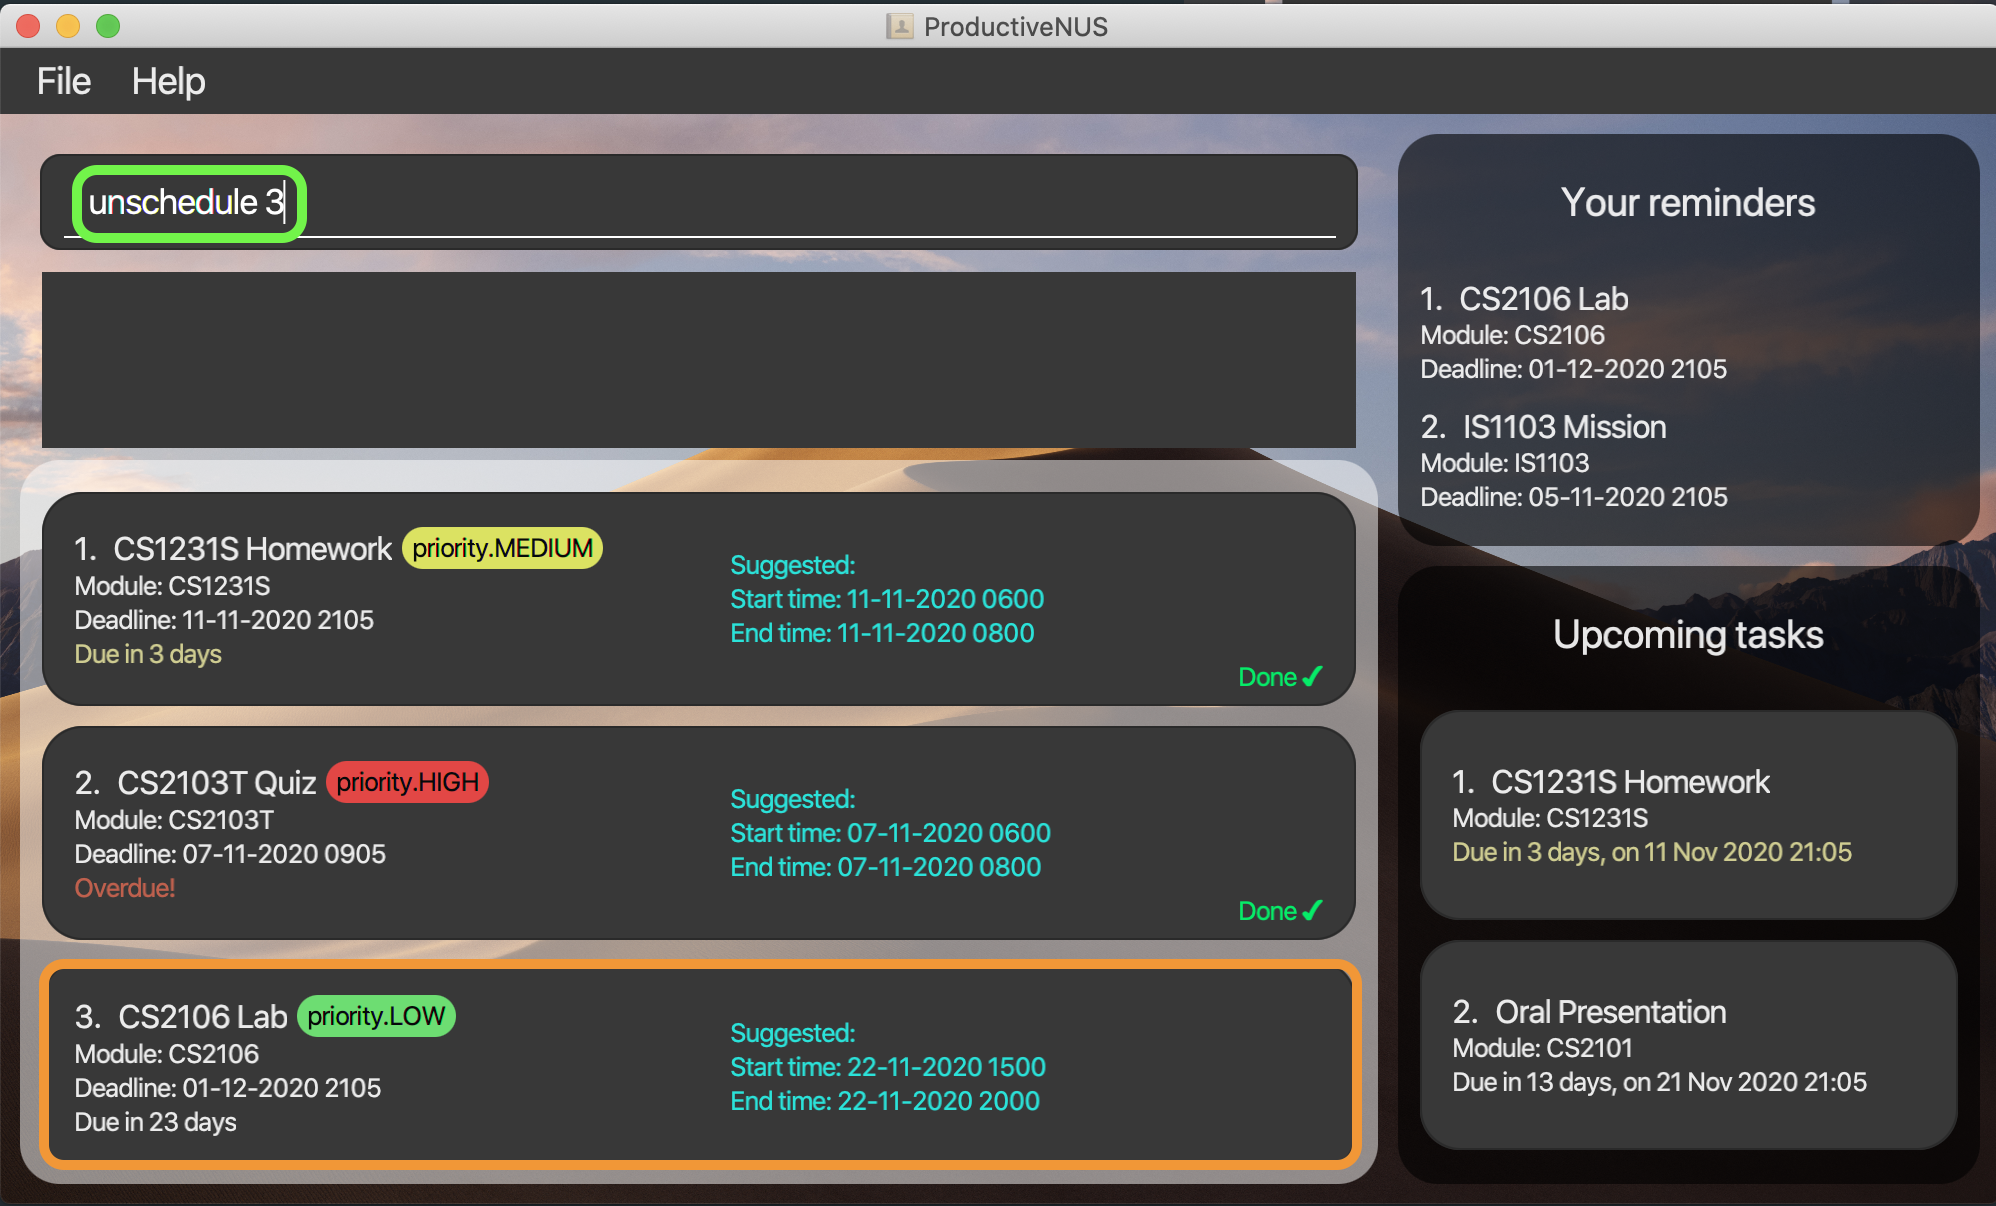 ProductiveNUS
File Help
unschedule 3
1. CS1231S Homework priority.MEDIUM
Module: CS1231S
Deadline: 11-11-2020 2105
Due in 3 days
Suggested:
Start time: 11-11-2020 0600
End time: 11-11-2020 0800
Done ✓
2. CS2103T Quiz priority.HIGH
Module: CS2103T
Deadline: 07-11-2020 0905
Overdue!
Suggested:
Start time: 07-11-2020 0600
End time: 07-11-2020 0800
Done ✓
3. CS2106 Lab priority.LOW
Module: CS2106
Deadline: 01-12-2020 2105
Due in 23 days
Suggested:
Start time: 22-11-2020 1500
End time: 22-11-2020 2000
Your reminders
1. CS2106 Lab
Module: CS2106
Deadline: 01-12-2020 2105
2. IS1103 Mission
Module: IS1103
Deadline: 05-11-2020 2105
Upcoming tasks
1. CS1231S Homework
Module: CS1231S
Due in 3 days, on 11 Nov 2020 21:05
2. Oral Presentation
Module: CS2101
Due in 13 days, on 21 Nov 2020 21:05